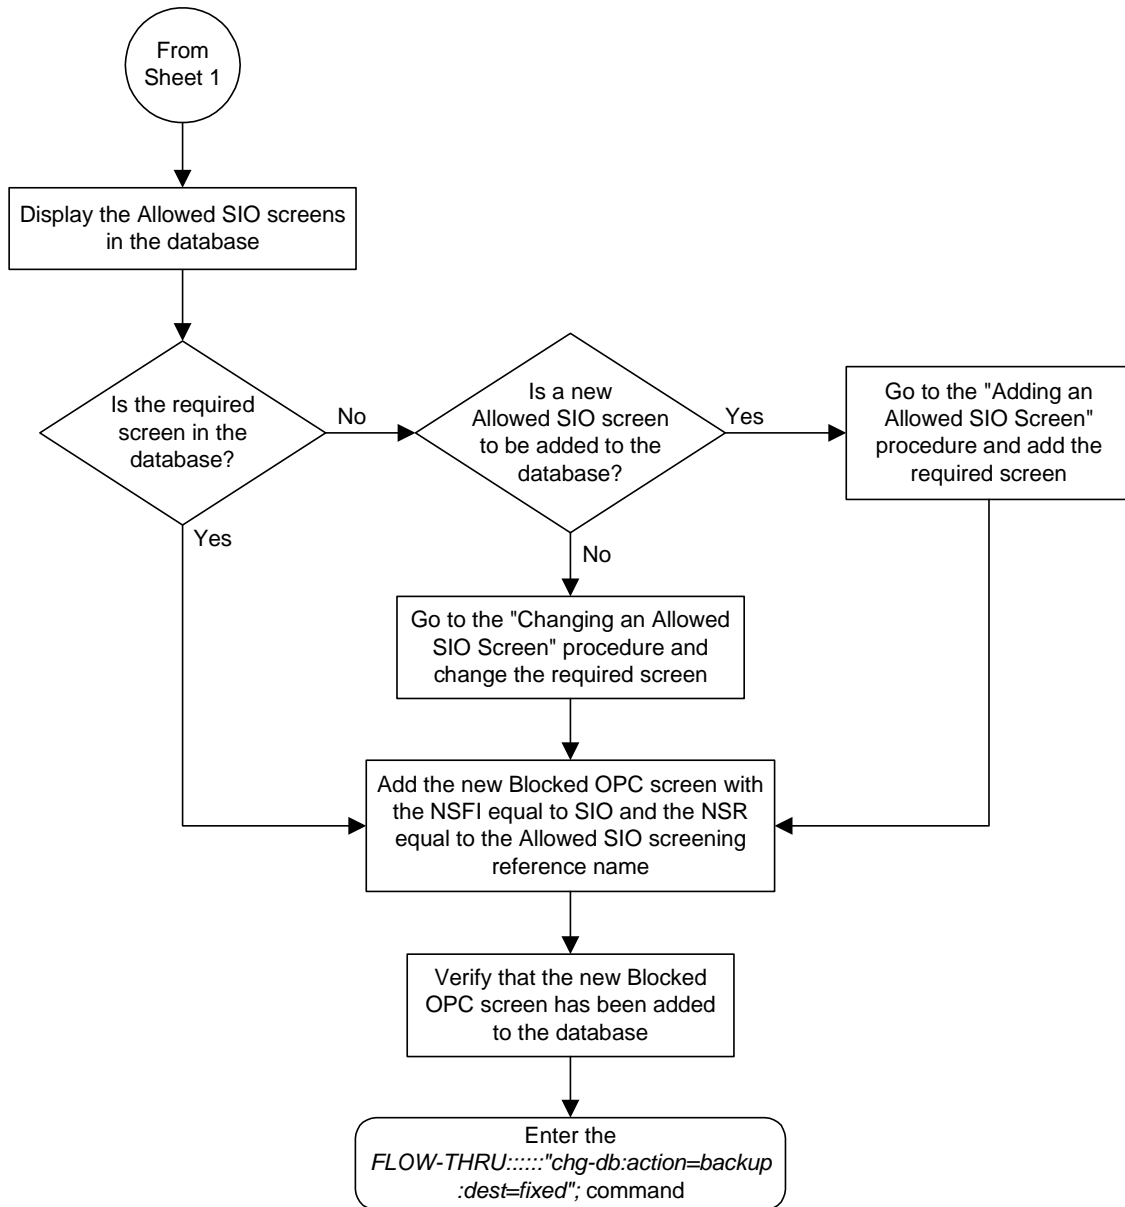 From
Sheet 1
Display the Allowed SIO screens
in the database
Is the required
screen in the
database?
No
Yes
Is a new
Allowed SIO screen
to be added to the
database?
Yes
No
Go to the "Adding an
Allowed SIO Screen"
procedure and add the
required screen
Go to the "Changing an Allowed
SIO Screen" procedure and
change the required screen
Add the new Blocked OPC screen with
the NSFI equal to SIO and the NSR
equal to the Allowed SIO screening
reference name
Verify that the new Blocked
OPC screen has been added
to the database
Enter the
FLOW-THRU::::::"chg-db:action=backup
:dest=fixed"; command